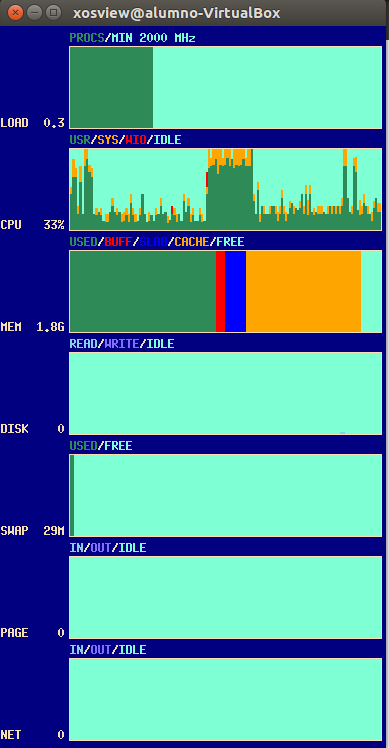 xosview@alumno-VirtualBox
PROCS/MIN 2000 MHz
LOAD 0.3
USR/SYS/WIO/IDLE
CPU 33%
USED/BUFF/SLAB/CACHE/FREE
MEM 1.8G
READ/WRITE/IDLE
DISK 0
USED/FREE
SWAP 29M
IN/OUT/IDLE
PAGE 0
IN/OUT/IDLE
NET 0